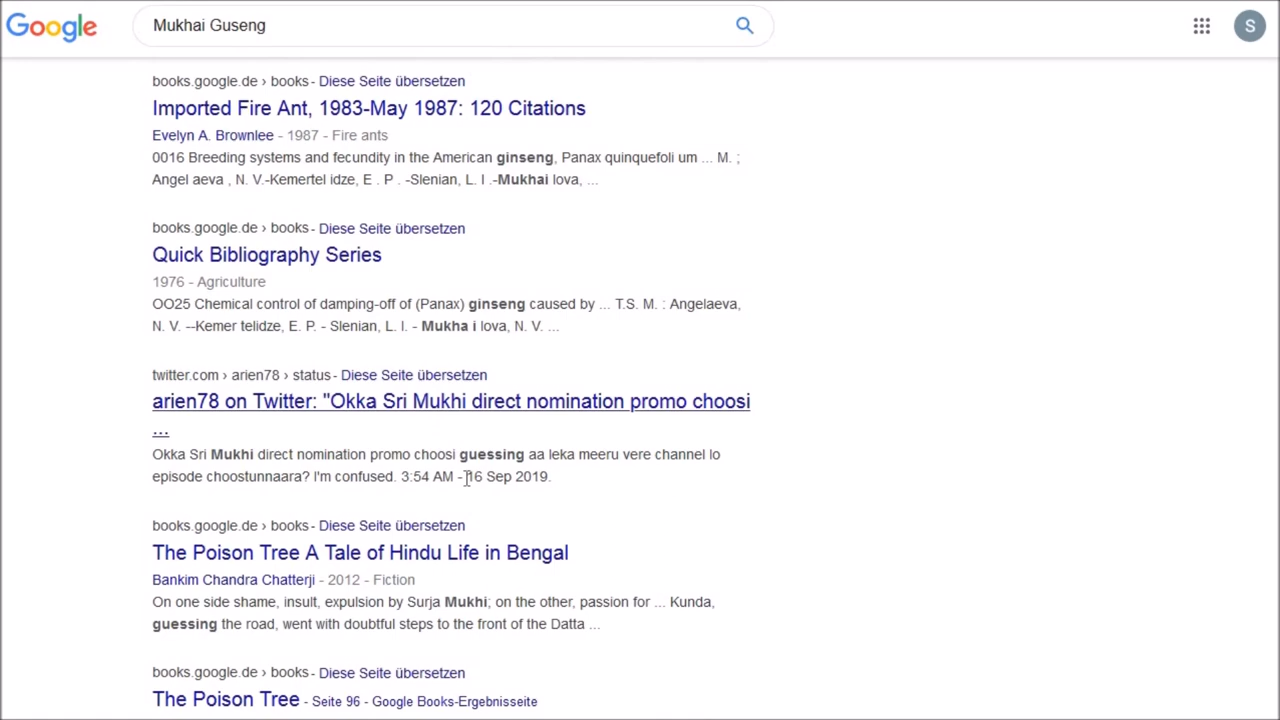 Google
Mukhai Guseng
S
books.google.de › books - Diese Seite übersetzen
Imported Fire Ant, 1983-May 1987: 120 Citations
Evelyn A. Brownlee - 1987 - Fire ants
0016 Breeding systems and fecundity in the American ginseng, Panax quinquefoli um ... M. ;
Angel aeva , N. V.-Kemertel idze, E . P . -Slenian, L. I .-Mukhai lova, ...
books.google.de › books - Diese Seite übersetzen
Quick Bibliography Series
1976 - Agriculture
OO25 Chemical control of damping-off of (Panax) ginseng caused by ... T.S. M. : Angelaeva,
N. V. --Kemer telidze, E. P. - Slenian, L. I. - Mukha i lova, N. V. ...
twitter.com › arien78 › status - Diese Seite übersetzen
arien78 on Twitter: "Okka Sri Mukhi direct nomination promo choosi
...
Okka Sri Mukhi direct nomination promo choosi guessing aa leka meeru vere channel lo
episode choostunnaara? I'm confused. 3:54 AM - 16 Sep 2019.
books.google.de › books - Diese Seite übersetzen
The Poison Tree A Tale of Hindu Life in Bengal
Bankim Chandra Chatterji - 2012 - Fiction
On one side shame, insult, expulsion by Surja Mukhi; on the other, passion for ... Kunda,
guessing the road, went with doubtful steps to the front of the Datta ...
books.google.de › books - Diese Seite übersetzen
The Poison Tree - Seite 96 - Google Books-Ergebnisseite